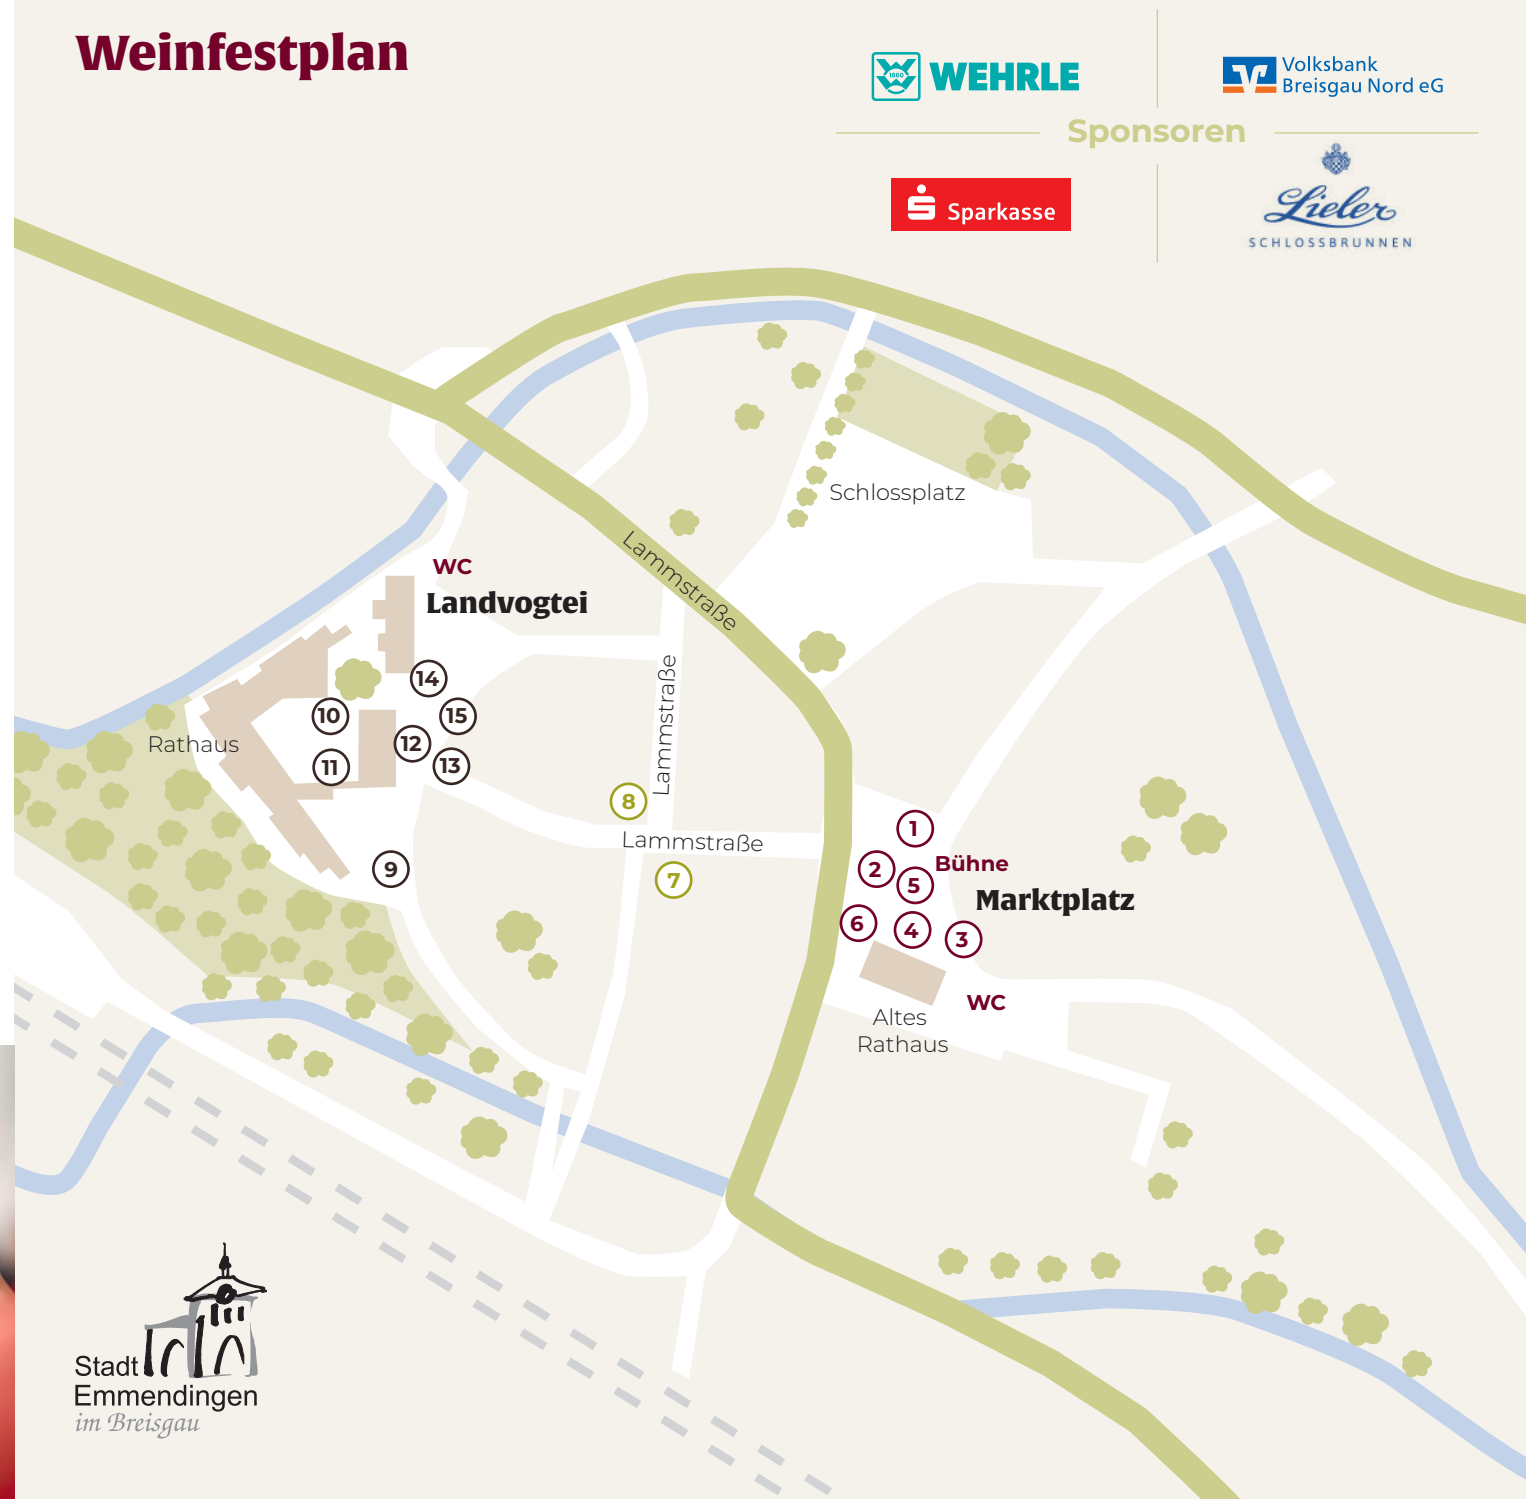 Weinfestplan
1860
WEHRLE
Volksbank
Breisgau Nord eG
Sponsoren
Sparkasse
Lieler
SCHLOSSBRUNNEN
Schlossplatz
Lammstraße
WC
Landvogtei
14
10
15
Rathaus
12
11
13
Lammstraße
8
Lammstraße
7
9
1
Bühne
2
5
Marktplatz
6
4
3
WC
Altes
Rathaus
Stadt
Emmendingen
im Breisgau